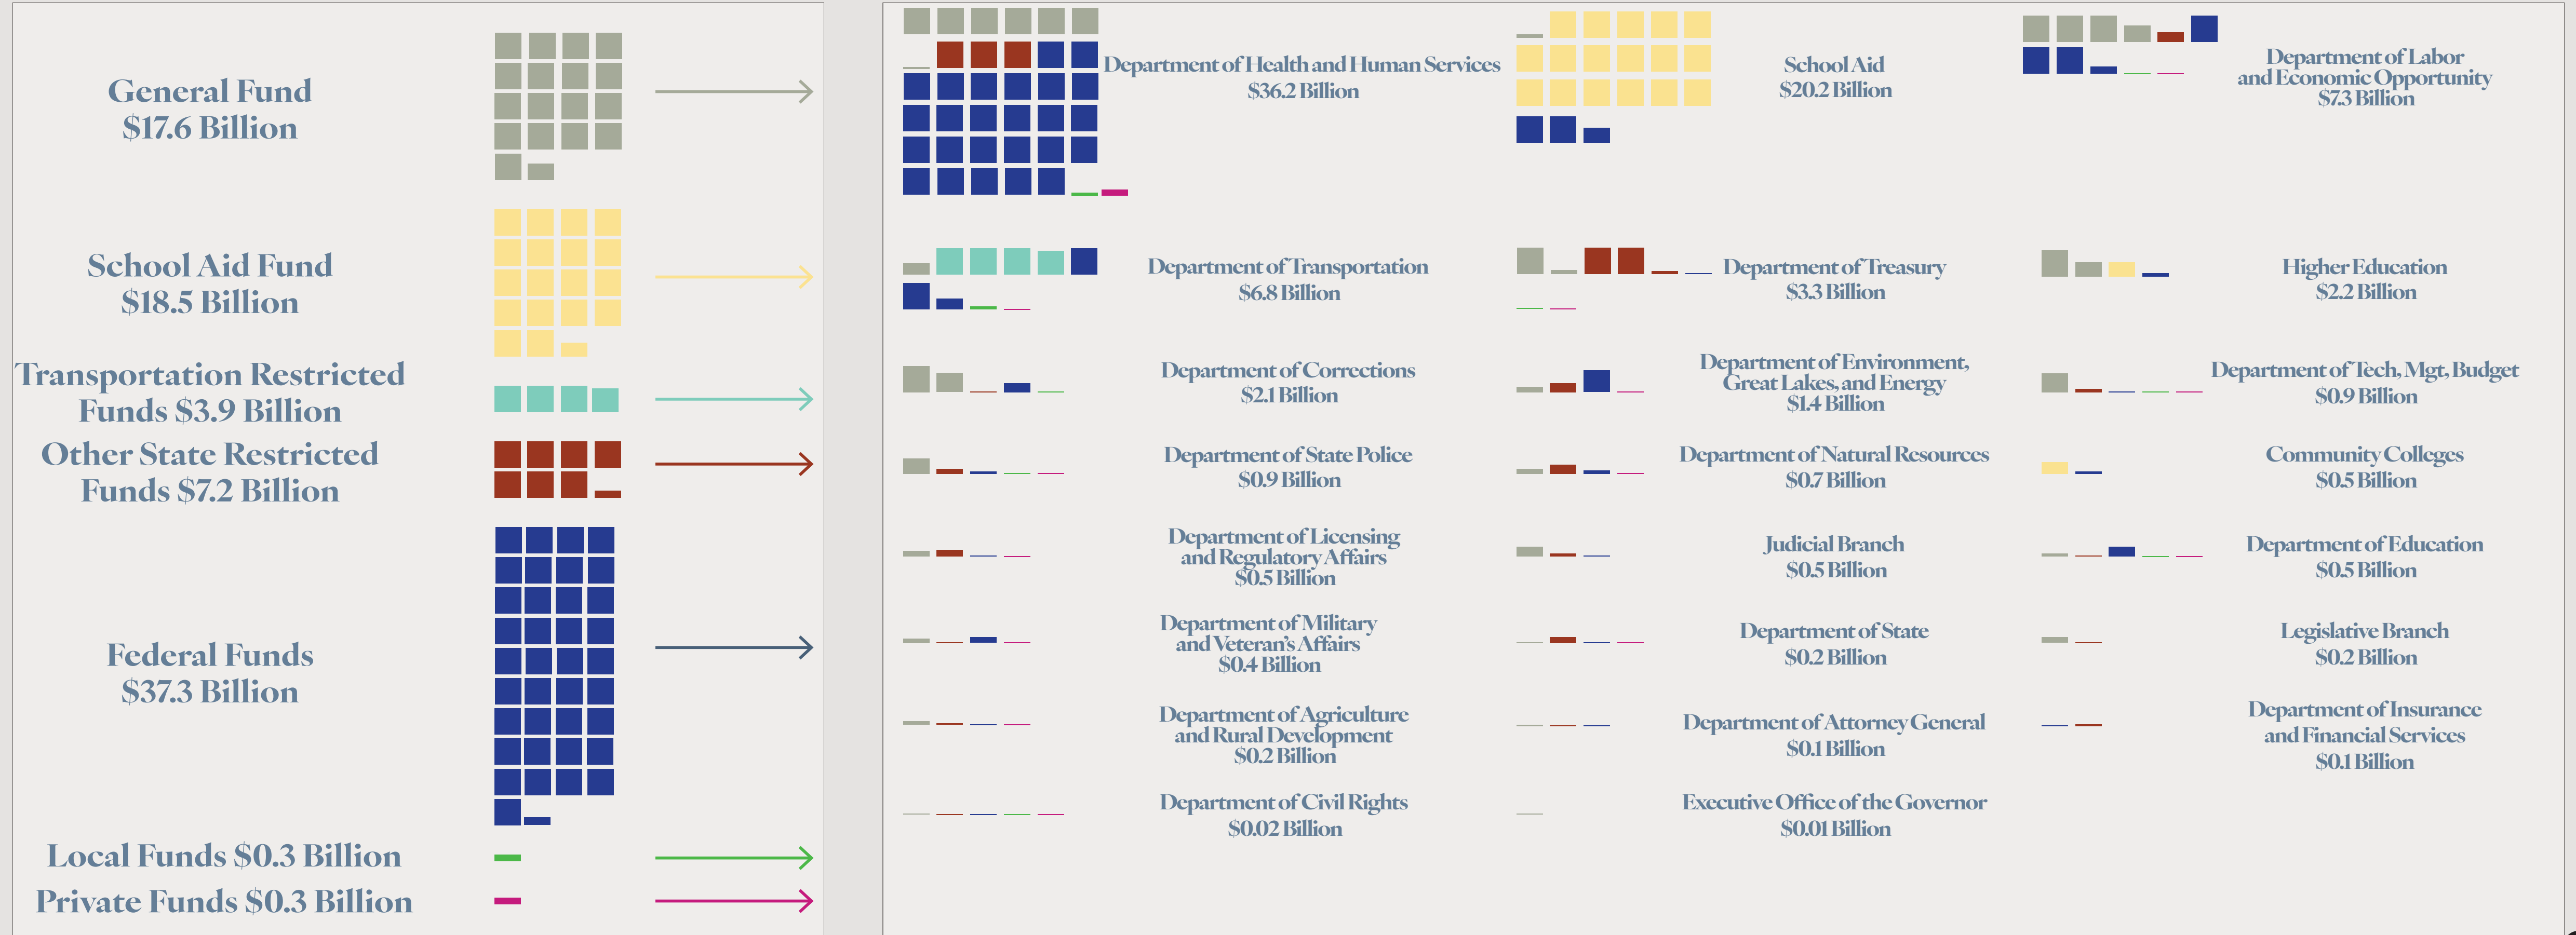 General Fund
$17.6 Billion
School Aid Fund
$18.5 Billion
Transportation Restricted
Funds $3.9 Billion
Other State Restricted
Funds $7.2 Billion
Federal Funds
$37.3 Billion
Local Funds $0.3 Billion
Private Funds $0.3 Billion
Department of Health and Human Services
$36.2 Billion
School Aid
$20.2 Billion
Department of Labor
and Economic Opportunity
$7.3 Billion
Department of Transportation
$6.8 Billion
Department of Treasury
$3.3 Billion
Higher Education
$2.2 Billion
Department of Corrections
$2.1 Billion
Department of Environment,
Great Lakes, and Energy
$1.4 Billion
Department of Tech, Mgt, Budget
$0.9 Billion
Department of State Police
$0.9 Billion
Department of Natural Resources
$0.7 Billion
Community Colleges
$0.5 Billion
Department of Licensing
and Regulatory Affairs
$0.5 Billion
Judicial Branch
$0.5 Billion
Department of Education
$0.5 Billion
Department of Military
and Veteran's Affairs
$0.4 Billion
Department of State
$0.2 Billion
Legislative Branch
$0.2 Billion
Department of Agriculture
and Rural Development
$0.2 Billion
Department of Attorney General
$0.1 Billion
Department of Insurance
and Financial Services
$0.1 Billion
Department of Civil Rights
$0.02 Billion
Executive Office of the Governor
$0.01 Billion